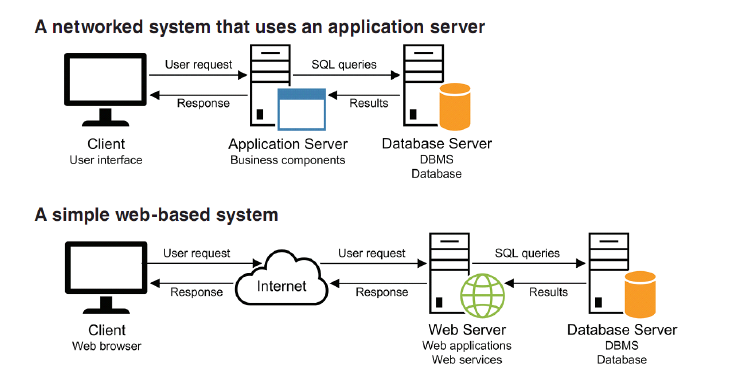 A networked system that uses an application server
User request
SQL queries
Response
Results
Client
User interface
Application Server
Business components
Database Server
DBMS
Database
A simple web-based system
User request
User request
SQL queries
Internet
Response
Response
Results
Client
Web browser
Web Server
Web applications
Web services
Database Server
DBMS
Database